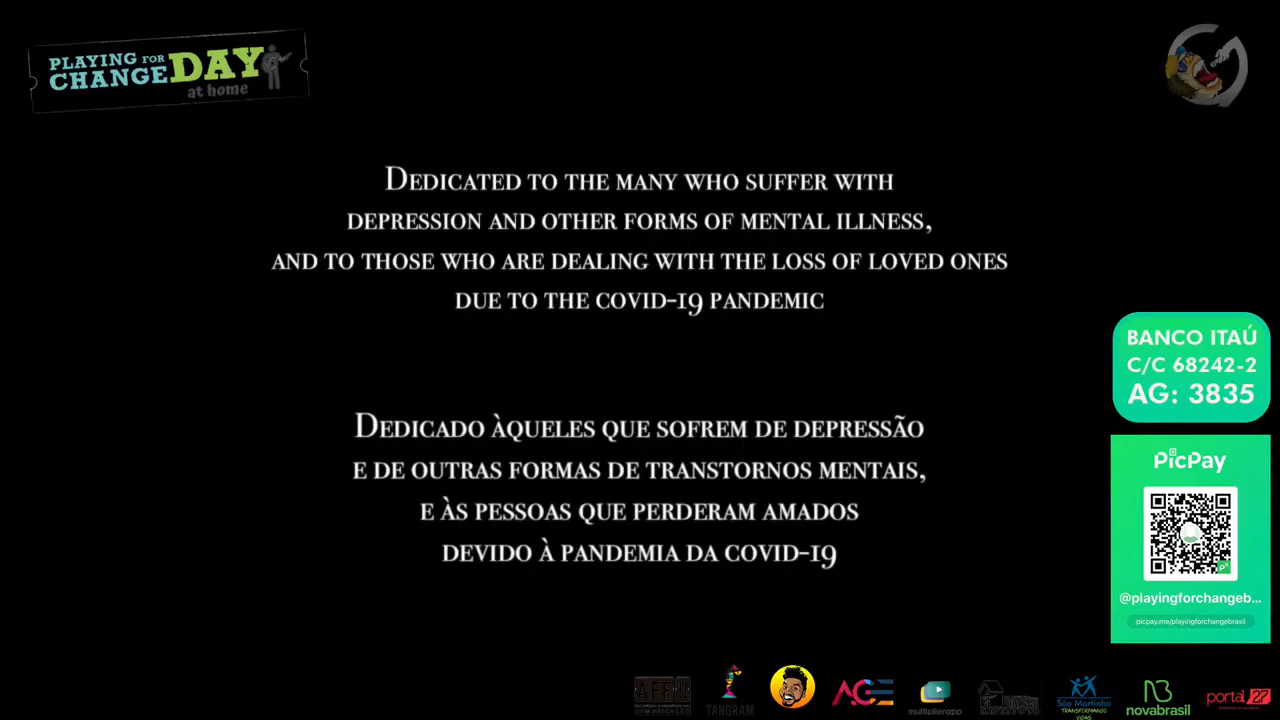 PLAYING FOR
CHANGE DAY
at home
Dedicated to the many who suffer with
depression and other forms of mental illness,
and to those who are dealing with the loss of loved ones
due to the covid-19 pandemic
Dedicado àqueles que sofrem de depressão
e de outras formas de transtornos mentais,
e às pessoas que perderam amados
devido à pandemia da covid-19
BANCO ITAÚ
C/C 68242-2
AG: 3835
PicPay
@playingforchangeb...
picpay.me/playingforchangebrasil
TANGRAM
AGE
multiplierapp
São Martinho
TRANSFORMANDO
VIDAS
novabrasil
portal 27